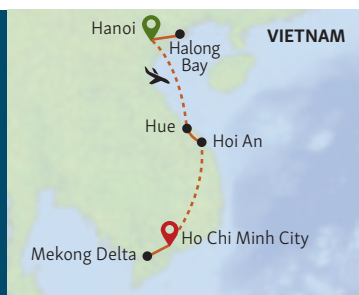 Hanoi
VIETNAM
Halong
Bay
Hue
Hoi An
Ho Chi Minh City
Mekong Delta